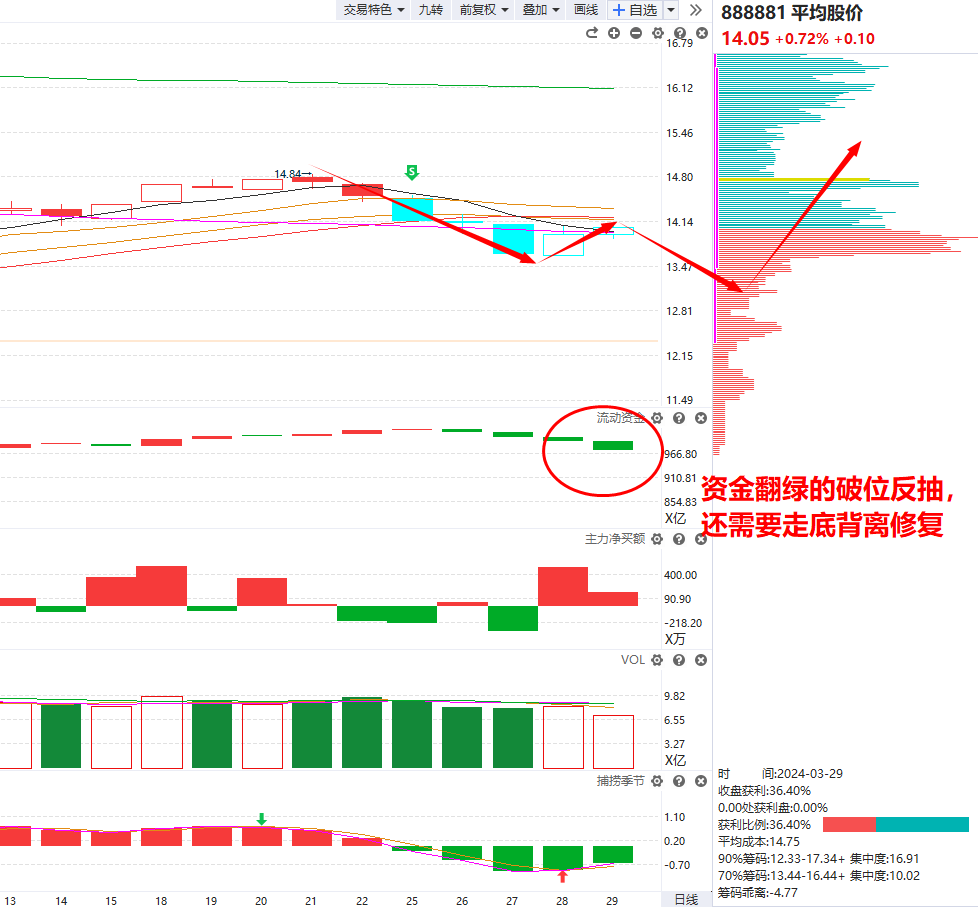 交易特色 九转 前复权 叠加 画线 自选
888881 平均股价
14.05 +0.72% +0.10
16.79
16.12
15.46
14.80
14.14
13.47
12.81
12.15
11.49
14.84
S
流动资金
966.80
910.81
854.83
X亿
资金翻绿的破位反抽，
还需要走底背离修复
主力净买额
400.00
90.90
-218.20
X万
VOL
9.82
6.55
3.27
X亿
捕捞季节
1.10
0.20
-0.70
时 间:2024-03-29
收盘获利:36.40%
0.00处获利盘:0.00%
获利比例:36.40%
平均成本:14.75
90%筹码:12.33-17.34+ 集中度:16.91
70%筹码:13.44-16.44+ 集中度:10.02
筹码乖离:-4.77
13 14 15 18 19 20 21 22 25 26 27 28 29 日线